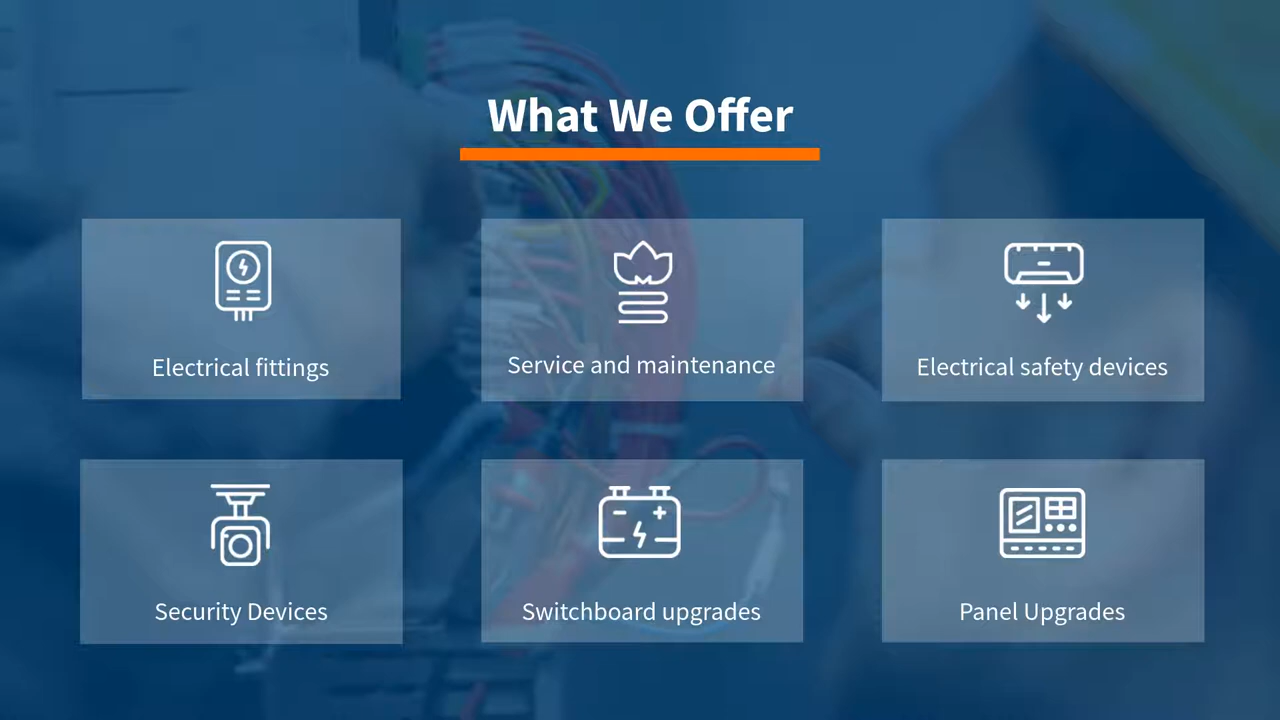 What We Offer
Electrical fittings
Service and maintenance
Electrical safety devices
Security Devices
Switchboard upgrades
Panel Upgrades